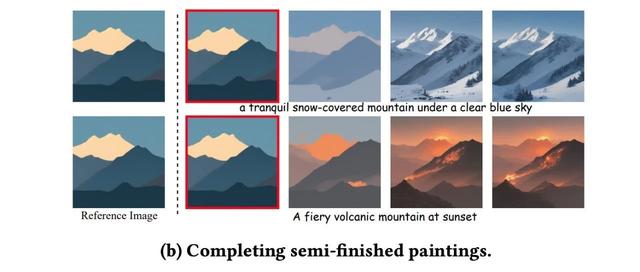 a tranquil snow-covered mountain under a clear blue sky
Reference Image
A fiery volcanic mountain at sunset
(b) Completing semi-finished paintings.